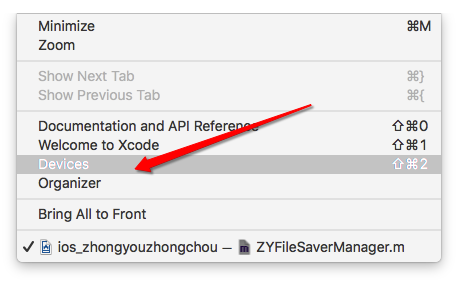 Minimize ⌘M
Zoom
Show Next Tab ⌘}
Show Previous Tab ⌘{
Documentation and API Reference ⇧⌘0
Welcome to Xcode ⇧⌘1
Devices ⇧⌘2
Organizer
Bring All to Front
✓ ios_zhongyouzhongchou — m ZYFileSaverManager.m